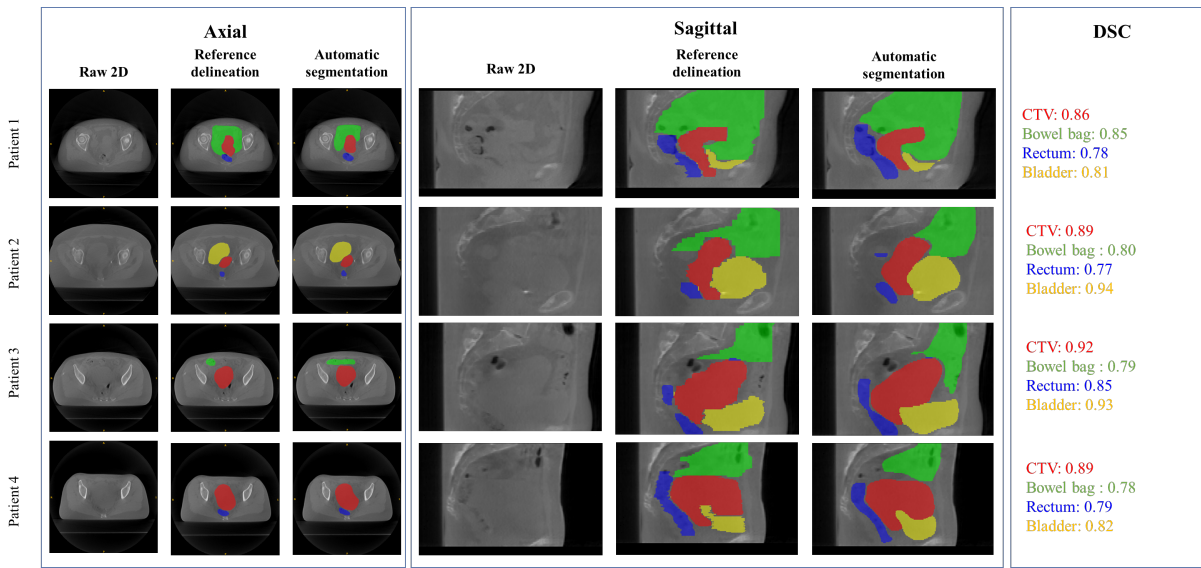 Axial
Sagittal
DSC
Raw 2D
Reference
delineation
Automatic
segmentation
Raw 2D
Reference
delineation
Automatic
segmentation
Patient 1
CTV: 0.86
Bowel bag: 0.85
Rectum: 0.78
Bladder: 0.81
Patient 2
CTV: 0.89
Bowel bag : 0.80
Rectum: 0.77
Bladder: 0.94
Patient 3
CTV: 0.92
Bowel bag : 0.79
Rectum: 0.85
Bladder: 0.93
Patient 4
CTV: 0.89
Bowel bag : 0.78
Rectum: 0.79
Bladder: 0.82